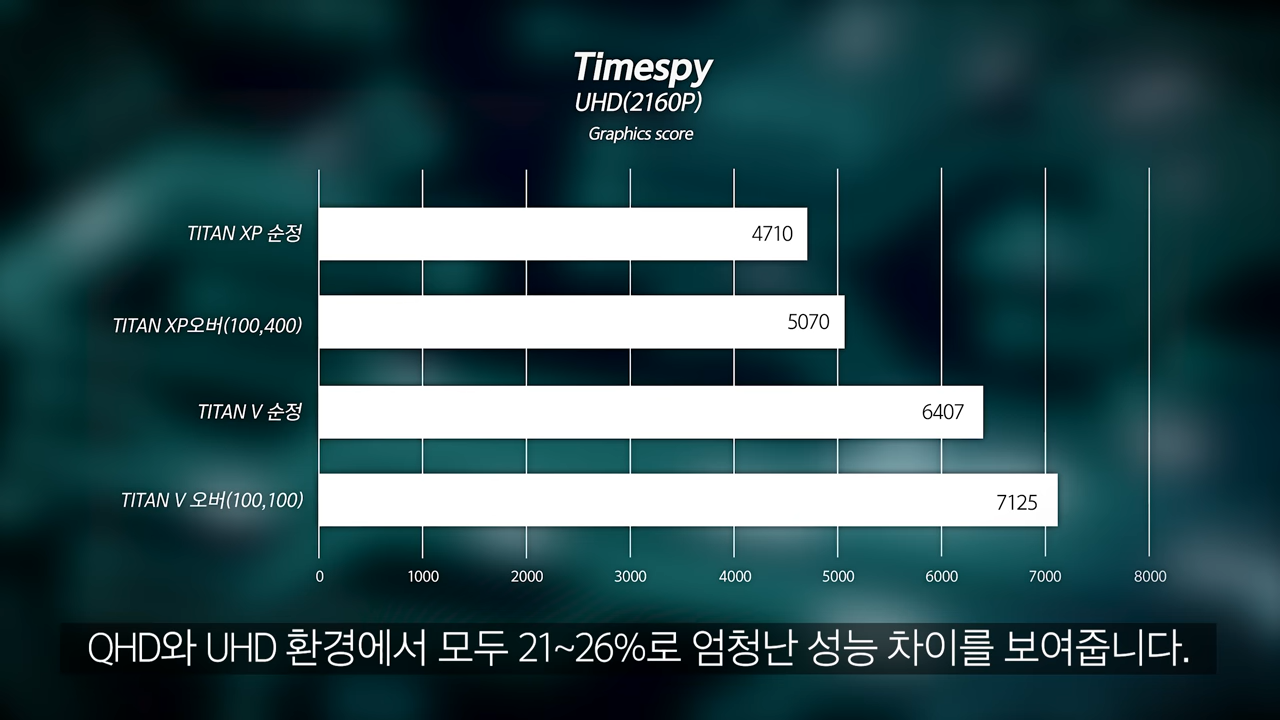 Timespy
UHD(2160P)
Graphics score
TITAN XP 순정
4710
TITAN XP오버(100,400)
5070
TITAN V 순정
6407
TITAN V 오버(100,100)
7125
0 1000 2000 3000 4000 5000 6000 7000 8000
QHD와 UHD 환경에서 모두 21~26%로 엄청난 성능 차이를 보여줍니다.